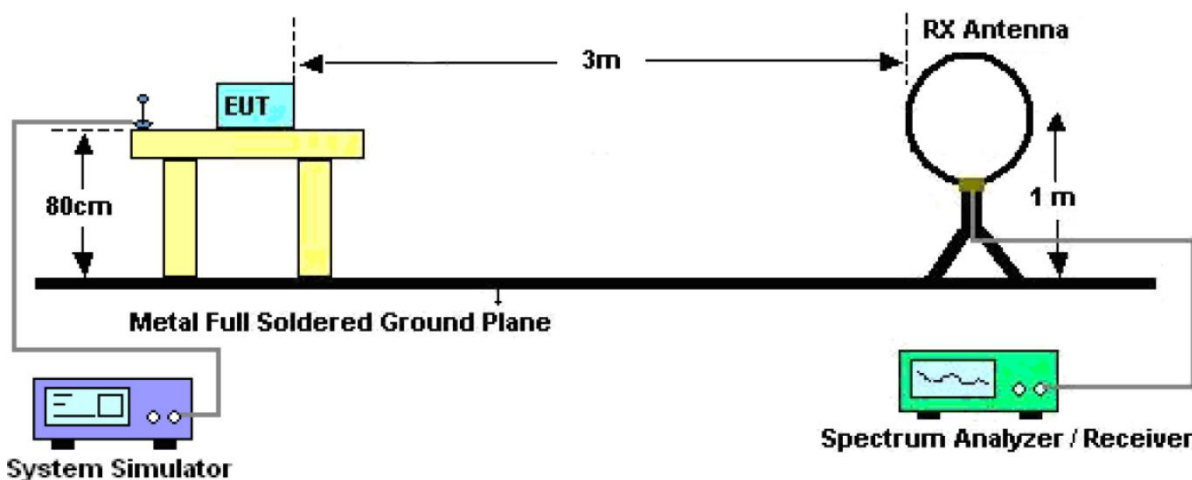 RX Antenna
3m
EUT
80cm
1 m
Metal Full Soldered Ground Plane
System Simulator
Spectrum Analyzer / Receiver